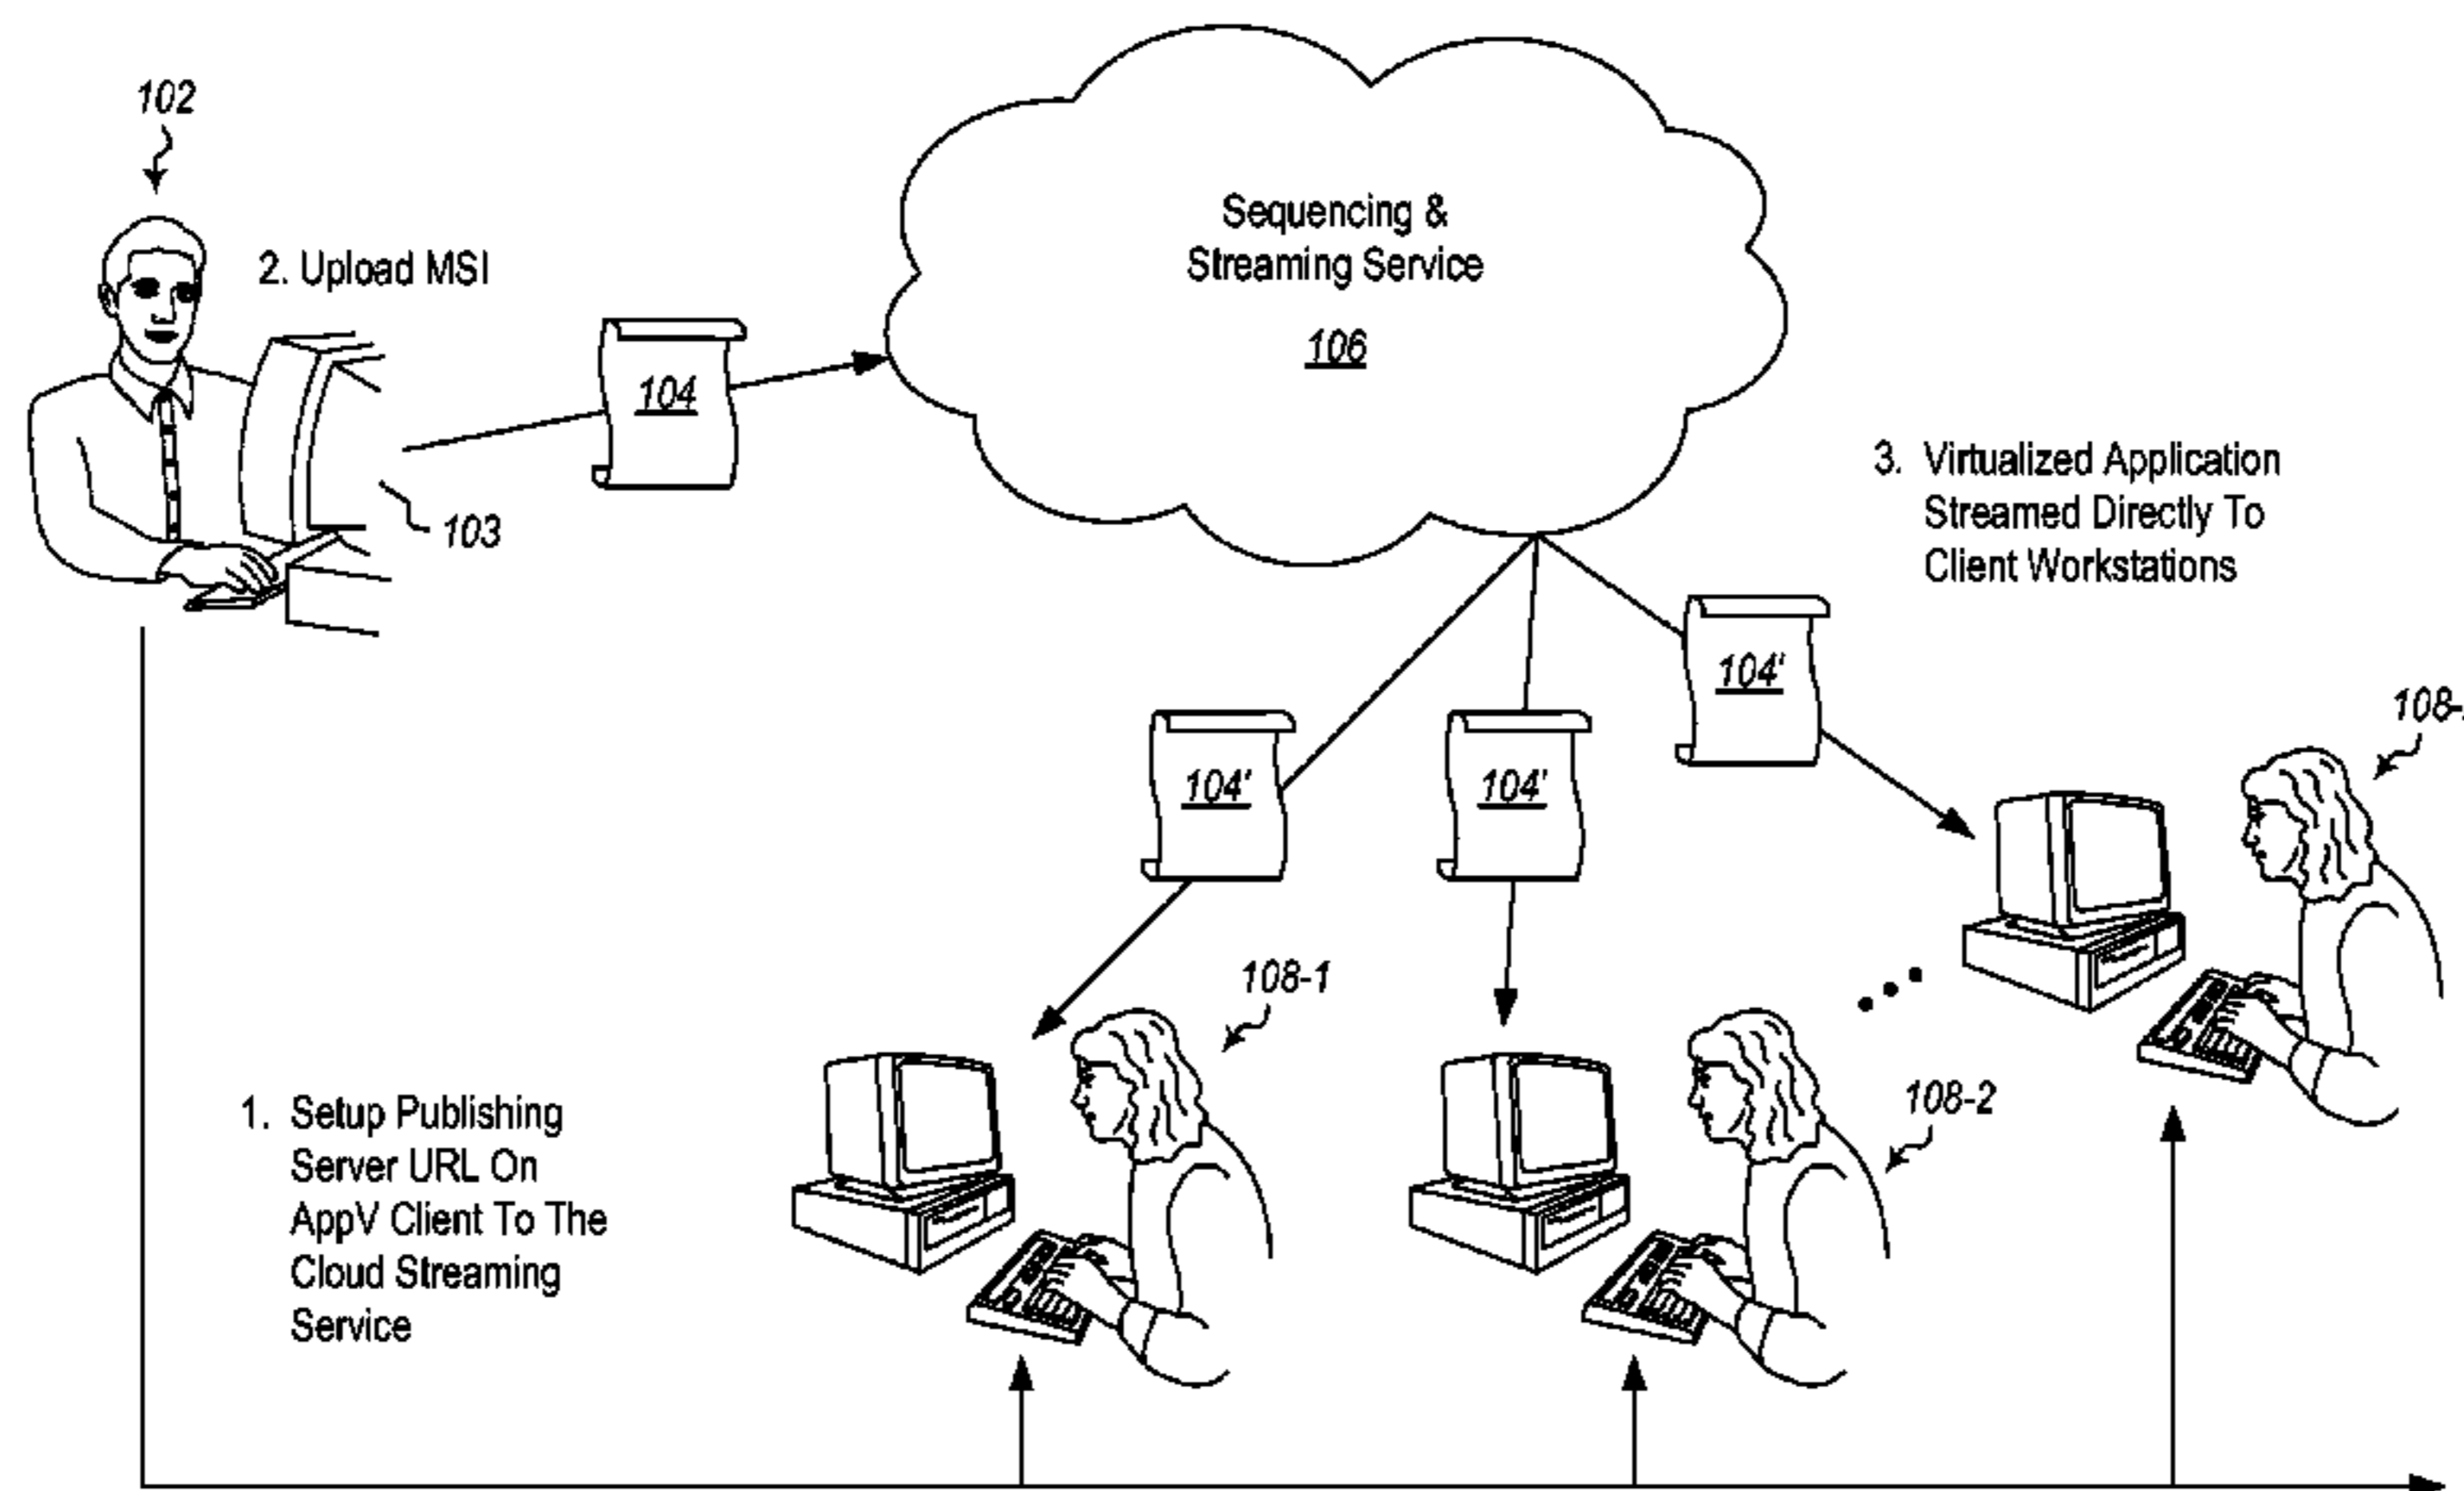 102
2. Upload MSI
104
103
Sequencing &
Streaming Service
106
3. Virtualized Application
Streamed Directly To
Client Workstations
104'
104'
104'
108-1
108-2
1. Setup Publishing
Server URL On
AppV Client To The
Cloud Streaming
Service